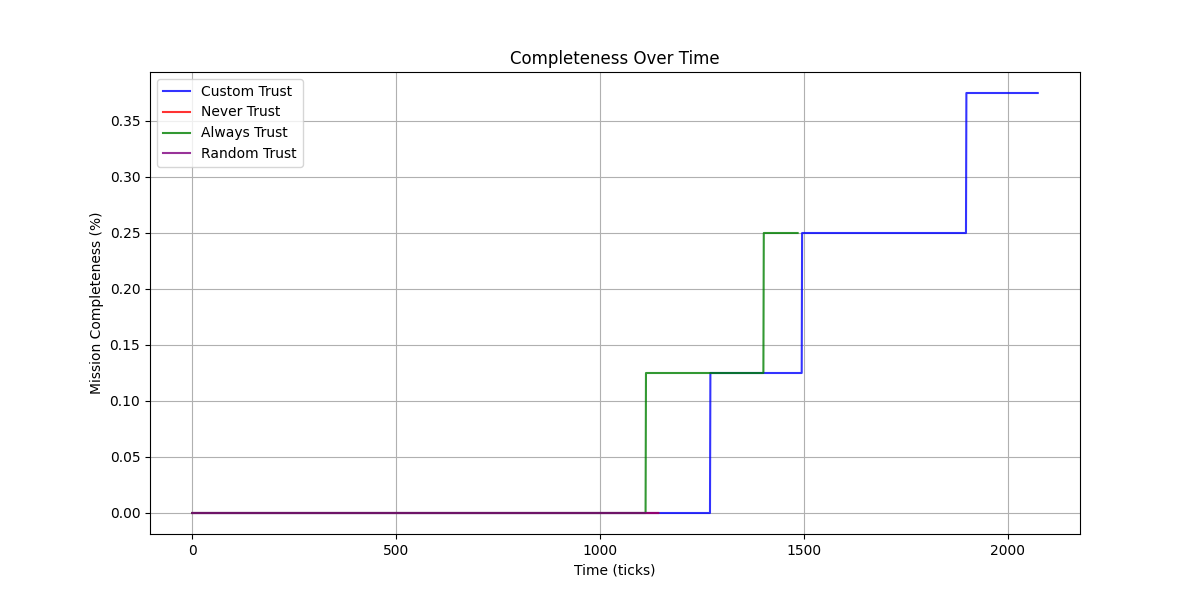 Completeness Over Time
Custom Trust
Never Trust
Always Trust
Random Trust
Mission Completeness (%)
0.35
0.30
0.25
0.20
0.15
0.10
0.05
0.00
0 500 1000 1500 2000
Time (ticks)